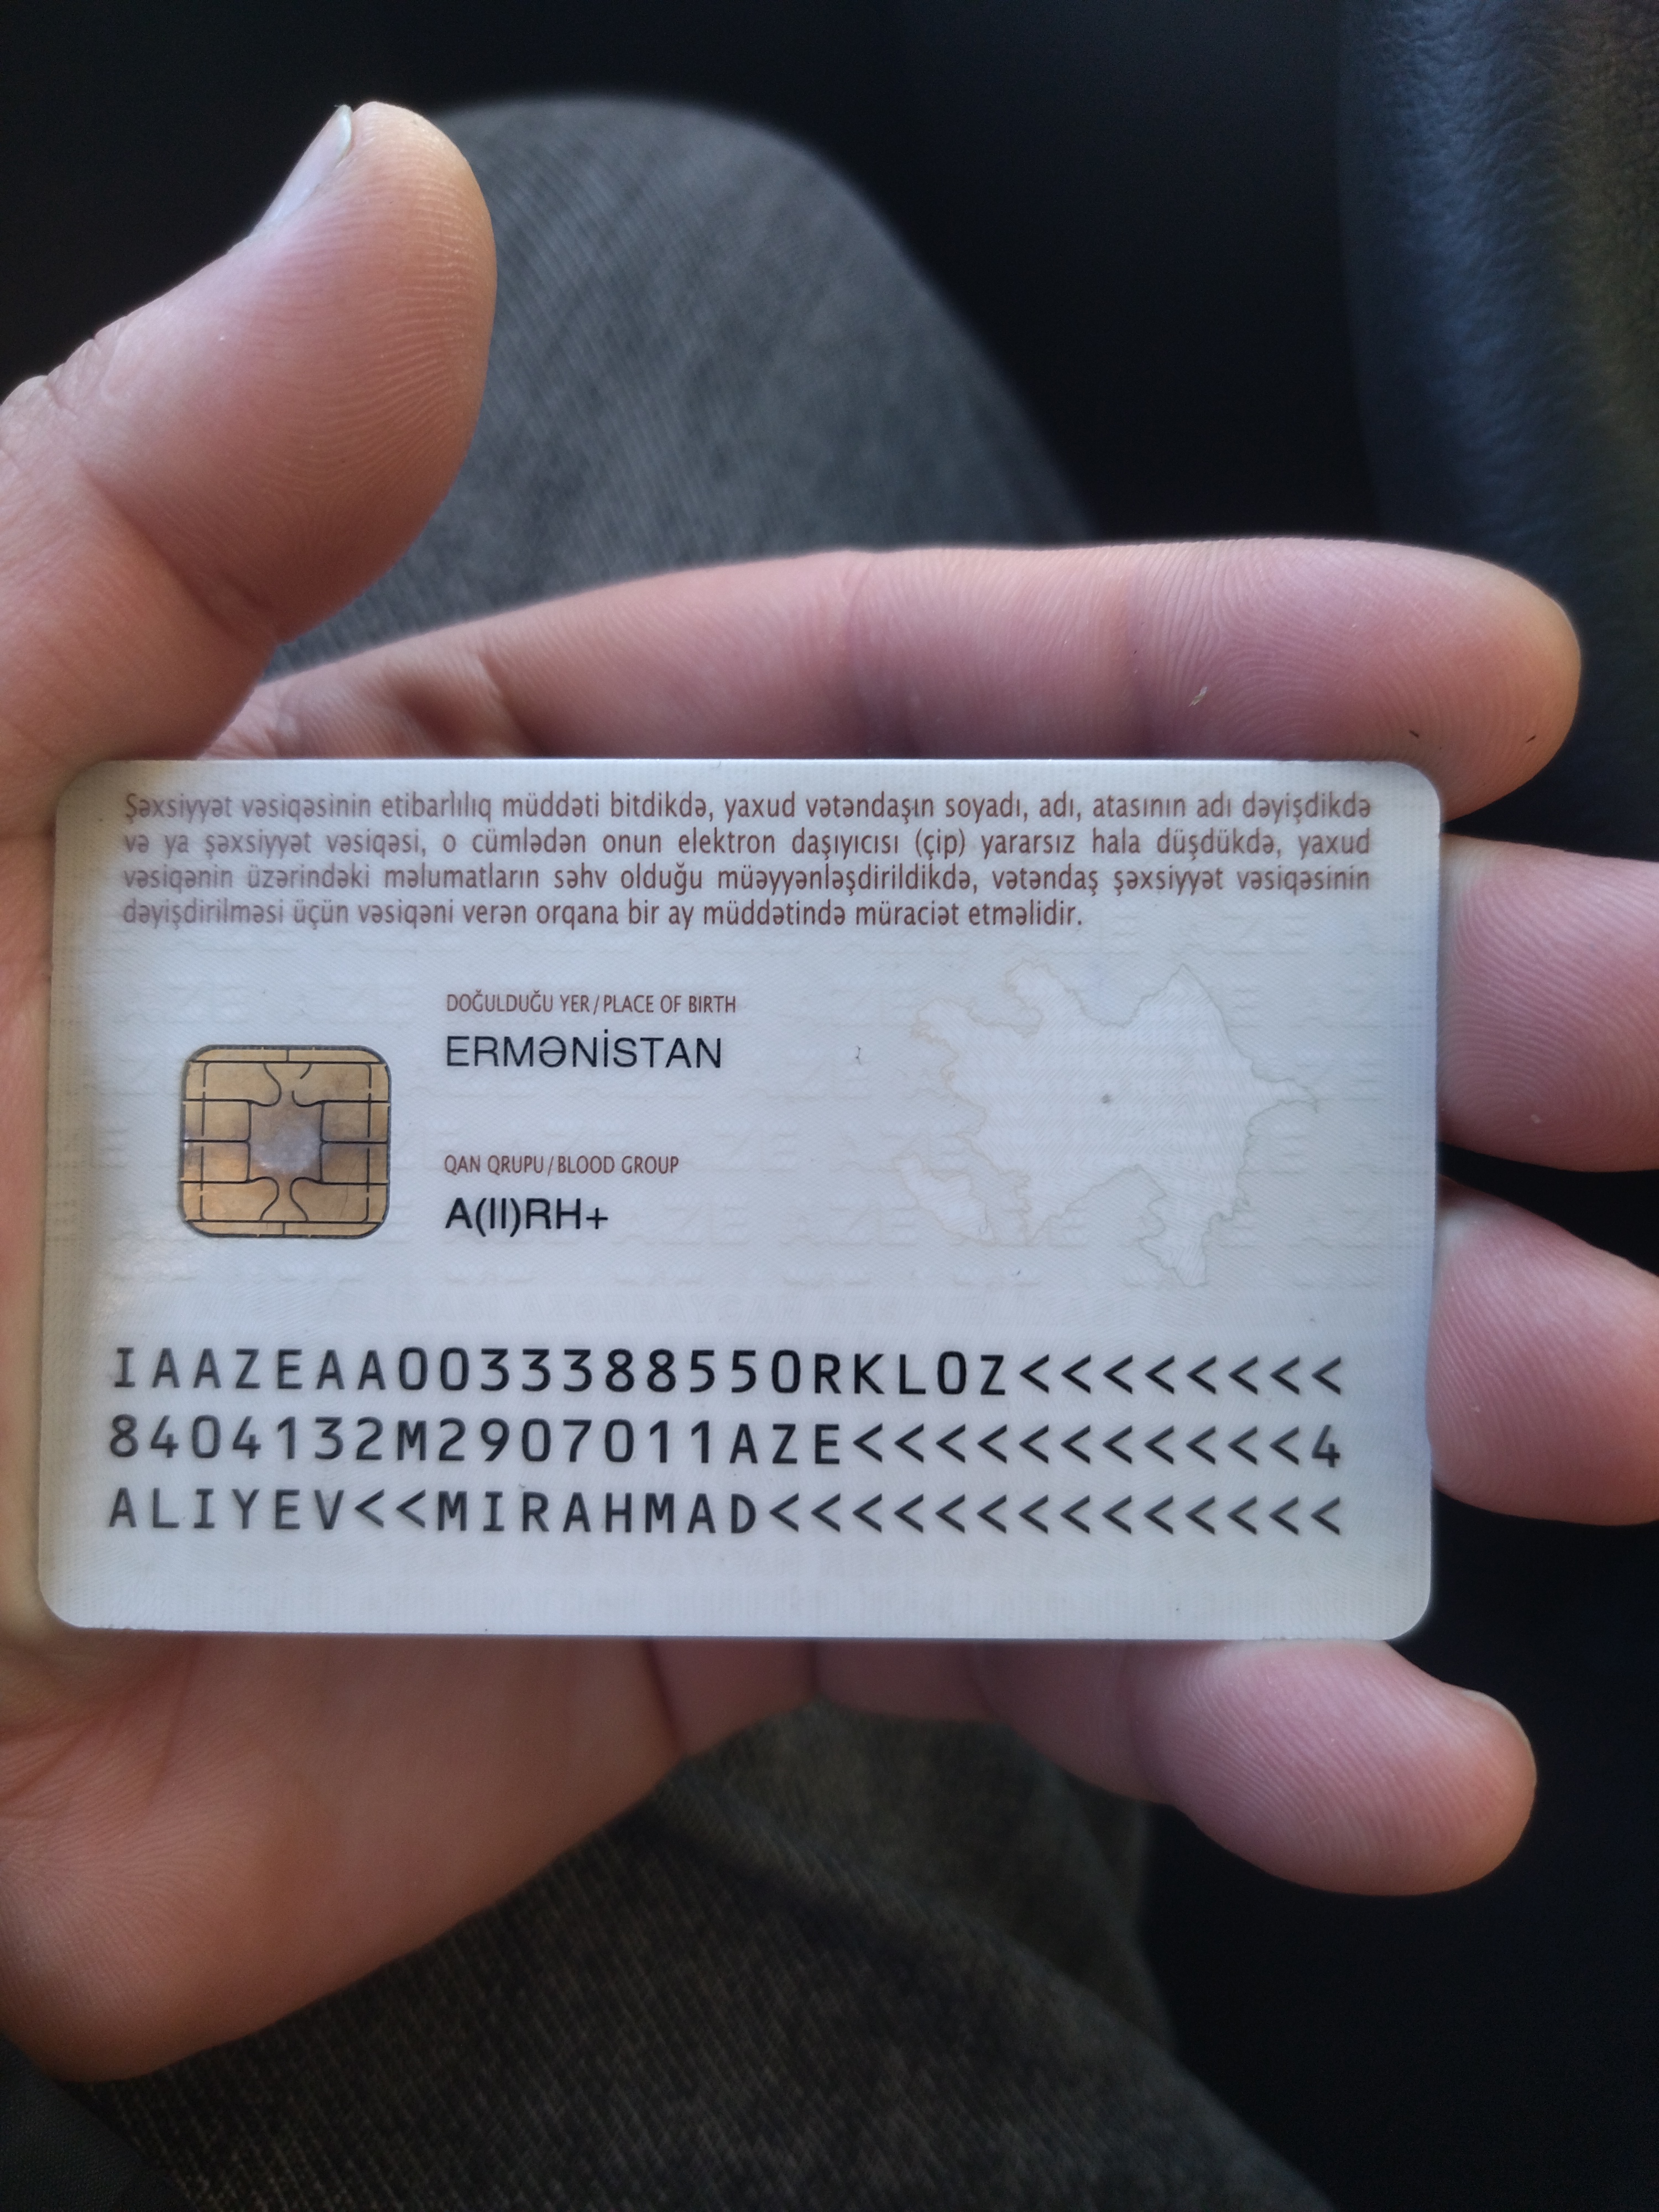 Şəxsiyyət vəsiqəsinin etibarlılıq müddəti bitdikdə, yaxud vətəndaşın soyadı, adı, atasının adı dəyişdikdə
və ya şəxsiyyət vəsiqəsi, o cümlədən onun elektron daşıyıcısı (çip) yararsız hala düşdükdə, yaxud
vəsiqənin üzərindəki məlumatların səhv olduğu müəyyənləşdirildikdə, vətəndaş şəxsiyyət vəsiqəsinin
dəyişdirilməsi üçün vəsiqəni verən orqana bir ay müddətində müraciət etməlidir.
DOĞULDUĞU YER/PLACE OF BIRTH
ERMƏNİSTAN
QAN QRUPU/BLOOD GROUP
A(II)RH+
IAAZEAA0033388550RKL0Z<<<<<<<<
8404132M2907011AZE<<<<<<<<<<<4
ALIYEV<<MIRAHMAD<<<<<<<<<<<<<<